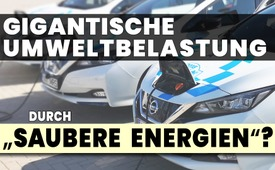 GIGANTISCHE
UMWELTBELASTUNG
DURCH
„SAUBERE ENERGIEN“?